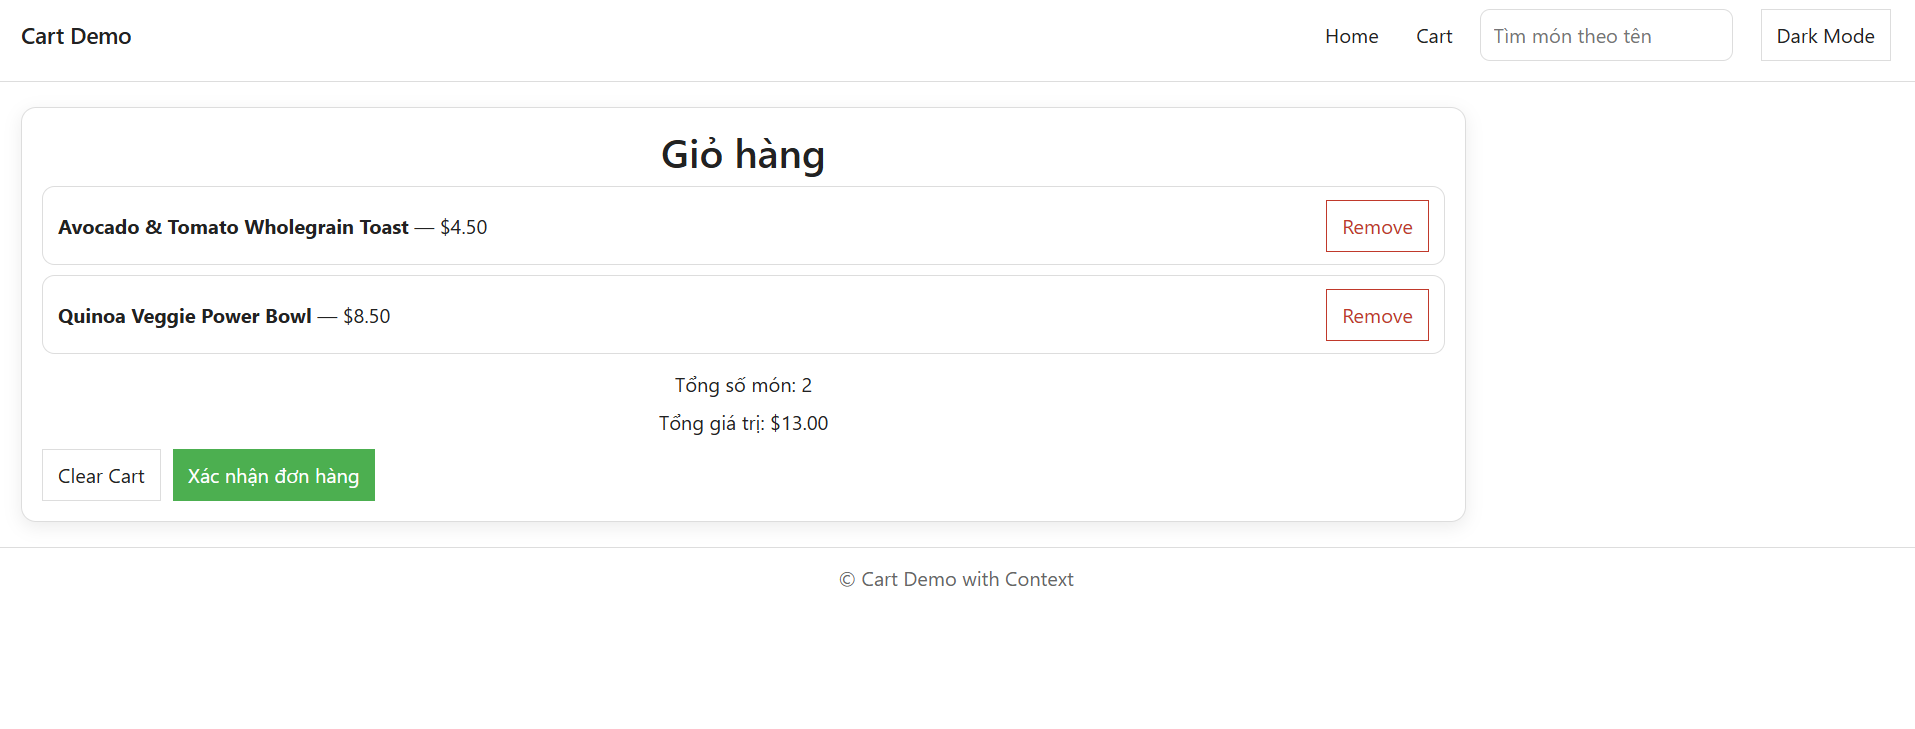 Cart Demo Home Cart Tìm món theo tên Dark Mode
Giỏ hàng
Avocado & Tomato Wholegrain Toast — $4.50 Remove
Quinoa Veggie Power Bowl — $8.50 Remove
Tổng số món: 2
Tổng giá trị: $13.00
Clear Cart Xác nhận đơn hàng
© Cart Demo with Context